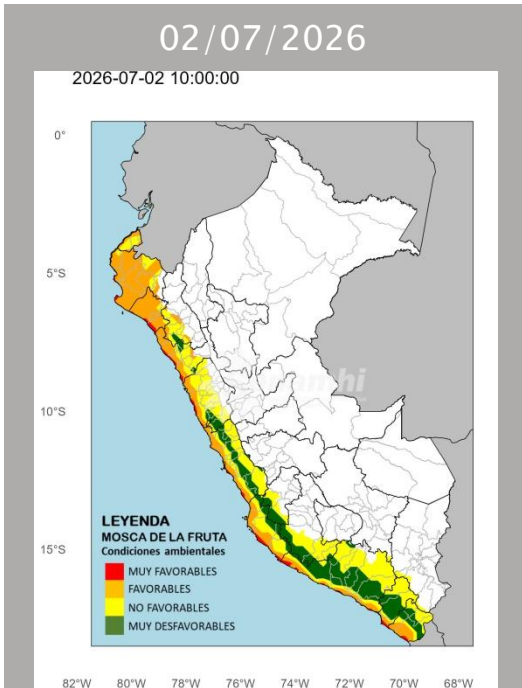 02/07/2026
2026-07-02 10:00:00
0°
5°S
10°S
15°S
LEYENDA
MOSCA DE LA FRUTA
Condiciones ambientales
MUY FAVORABLES
FAVORABLES
NO FAVORABLES
MUY DESFAVORABLES
82°W 80°W 78°W 76°W 74°W 72°W 70°W 68°W